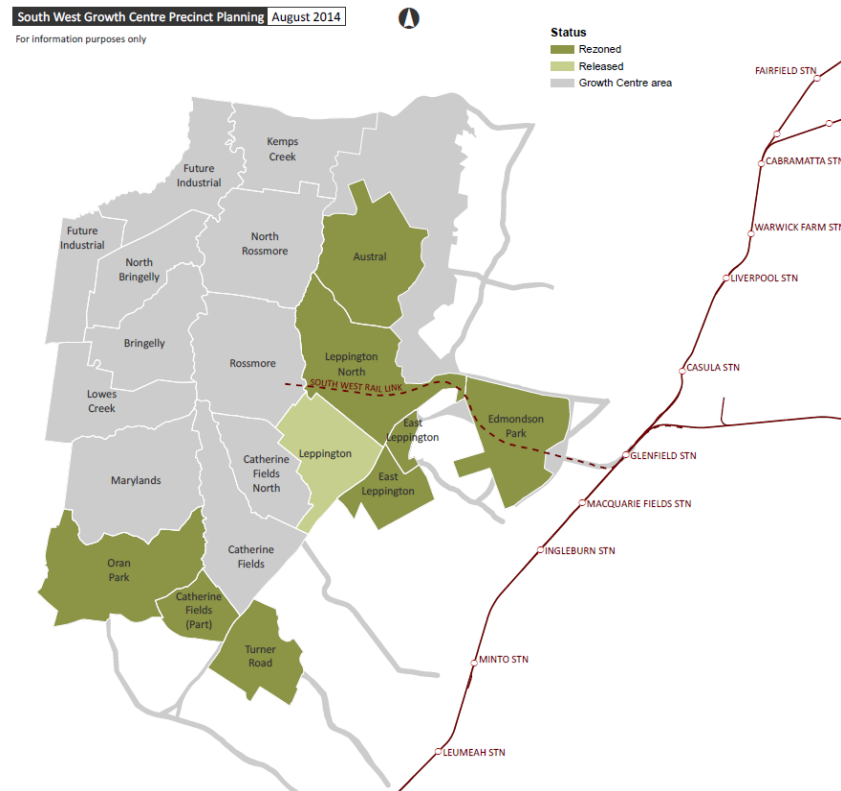 South West Growth Centre Precinct Planning August 2014
For information purposes only
Status
Rezoned
Released
Growth Centre area
FAIRFIELD STN
CABRAMATTA STN
WARWICK FARM STN
LIVERPOOL STN
CASULA STN
GLENFIELD STN
MACQUARIE FIELDS STN
INGLEBURN STN
MINTO STN
LEUMEAH STN
Kemps
Creek
Future
Industrial
Future
Industrial
North
Rossmore
Austral
North
Bringelly
Bringelly
Rossmore
Leppington
North
SOUTH WEST RAIL LINK
Lowes
Creek
East
Leppington
Edmondson
Park
Leppington
Catherine
Fields
North
East
Leppington
Marylands
Catherine
Fields
Oran
Park
Catherine
Fields
(Part)
Turner
Road